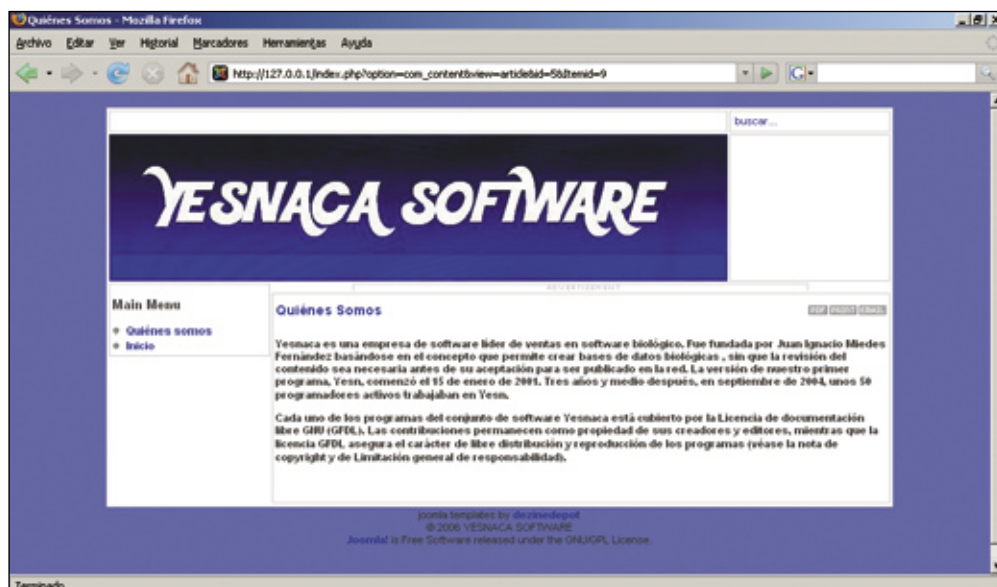 Quiénes Somos - Mozilla Firefox
Archivo Editar Ver Historial Marcadores Herramientas Ayuda
http://127.0.0.1/index.php?option=com_content&view=article&id=5&Itemid=9
buscar...
YESNACA SOFTWARE
ADVERTISEMENT
Main Menu
Quiénes somos
Inicio
Quiénes Somos
PDF PRINT EMAIL
Yesnaca es una empresa de software líder de ventas en software biológico. Fue fundada por Juan Ignacio Miedes
Fernández basándose en el concepto que permite crear bases de datos biológicas , sin que la revisión del
contenido sea necesaria antes de su aceptación para ser publicado en la red. La versión de nuestro primer
programa, Yesn, comenzó el 15 de enero de 2001. Tres años y medio después, en septiembre de 2004, unos 50
programadores activos trabajaban en Yesn.
Cada uno de los programas del conjunto de software Yesnaca está cubierto por la Licencia de documentación
libre GNU (GFDL). Las contribuciones permanecen como propiedad de sus creadores y editores, mientras que la
licencia GFDL asegura el carácter de libre distribución y reproducción de los programas (véase la nota de
copyright y de Limitación general de responsabilidad).
joomla templates by dezinedepot
© 2006 YESNACA SOFTWARE
Joomla! is Free Software released under the GNU/GPL License.
Terminado